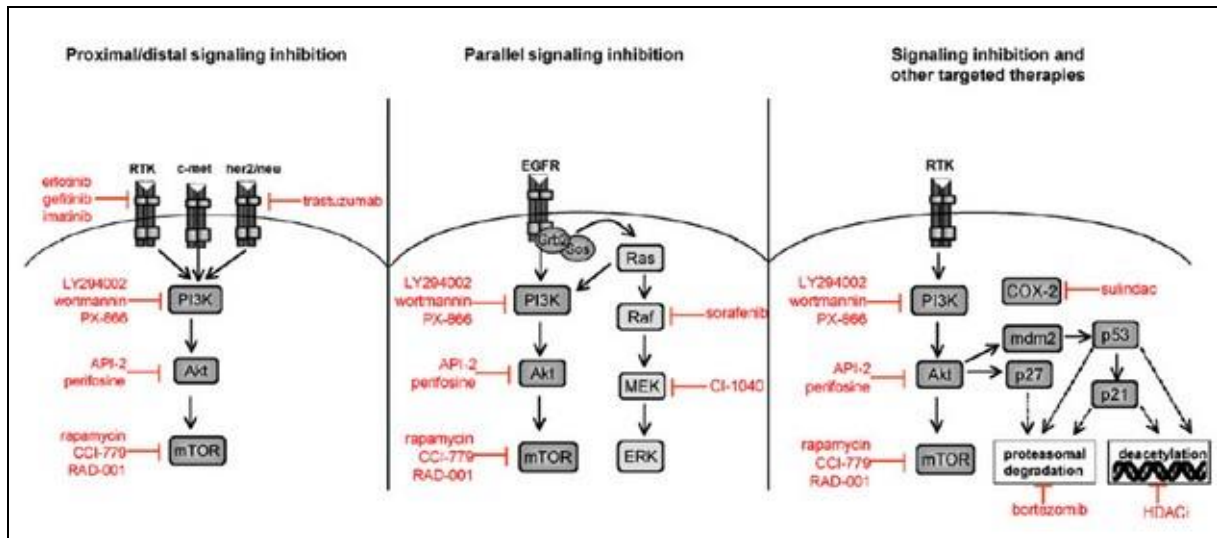 Proximal/distal signaling inhibition
RTK c-met her2/neu
erlotinib
gefitinib
imatinib
trastuzumab
LY294002
wortmannin
PX-866
PI3K
API-2
perifosine
Akt
rapamycin
CCI-779
RAD-001
mTOR
Parallel signaling inhibition
EGFR
Grb2
Sos
Ras
LY294002
wortmannin
PX-866
PI3K
Raf
sorafenib
API-2
perifosine
Akt
MEK
CI-1040
rapamycin
CCI-779
RAD-001
mTOR
ERK
Signaling inhibition and
other targeted therapies
RTK
LY294002
wortmannin
PX-866
PI3K
COX-2
sulindac
mdm2
p53
API-2
perifosine
Akt
p27
p21
rapamycin
CCI-779
RAD-001
mTOR
proteasomal
degradation
deacetylation
bortezomib
HDACi